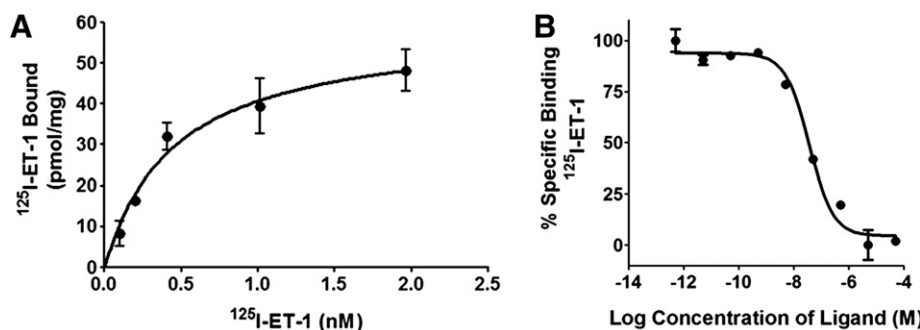 A
60
50
40
30
20
10
0
¹²⁵I-ET-1 Bound
(pmol/mg)
0.0 0.5 1.0 1.5 2.0 2.5
¹²⁵I-ET-1 (nM)
B
100
75
50
25
0
% Specific Binding
¹²⁵I-ET-1
-14 -12 -10 -8 -6 -4
Log Concentration of Ligand (M)